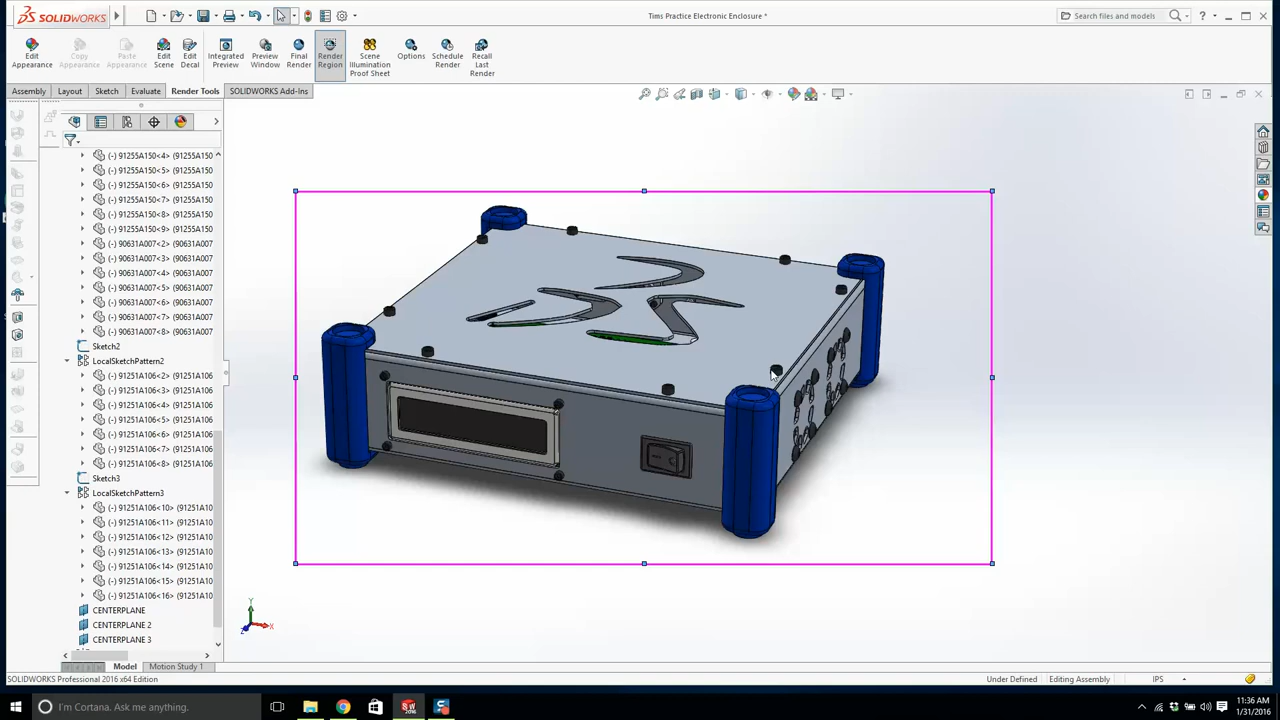 SOLIDWORKS
Tims Practice Electronic Enclosure *
Search files and models
Edit Appearance
Copy Appearance
Paste Appearance
Edit Scene
Edit Decal
Integrated Preview
Preview Window
Final Render
Render Region
Scene Illumination Proof Sheet
Options
Schedule Render
Recall Last Render
Assembly
Layout
Sketch
Evaluate
Render Tools
SOLIDWORKS Add-Ins
(-) 91255A150<4> (91255A150
(-) 91255A150<5> (91255A150
(-) 91255A150<6> (91255A150
(-) 91255A150<7> (91255A150
(-) 91255A150<8> (91255A150
(-) 91255A150<9> (91255A150
(-) 90631A007<2> (90631A007
(-) 90631A007<3> (90631A007
(-) 90631A007<4> (90631A007
(-) 90631A007<5> (90631A007
(-) 90631A007<6> (90631A007
(-) 90631A007<7> (90631A007
(-) 90631A007<8> (90631A007
Sketch2
LocalSketchPattern2
(-) 91251A106<2> (91251A106
(-) 91251A106<3> (91251A106
(-) 91251A106<4> (91251A106
(-) 91251A106<5> (91251A106
(-) 91251A106<6> (91251A106
(-) 91251A106<7> (91251A106
(-) 91251A106<8> (91251A106
Sketch3
LocalSketchPattern3
(-) 91251A106<10> (91251A10
(-) 91251A106<11> (91251A10
(-) 91251A106<12> (91251A10
(-) 91251A106<13> (91251A10
(-) 91251A106<14> (91251A10
(-) 91251A106<15> (91251A10
(-) 91251A106<16> (91251A10
CENTERPLANE
CENTERPLANE 2
CENTERPLANE 3
Y
Z
X
Model
Motion Study 1
SOLIDWORKS Professional 2016 x64 Edition
Under Defined
Editing Assembly
IPS
I'm Cortana. Ask me anything.
11:36 AM
1/31/2016